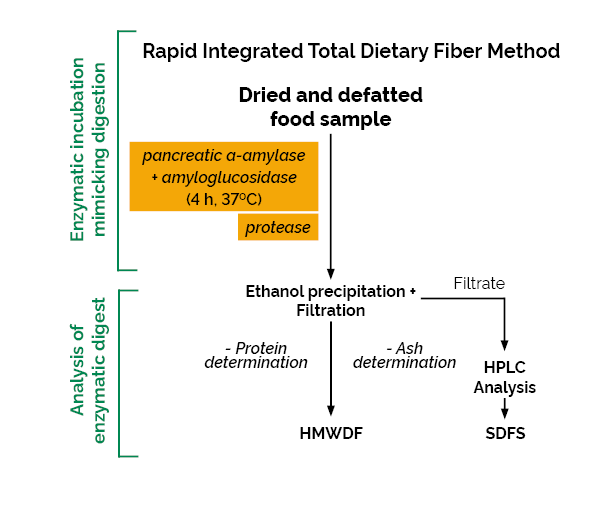 Rapid Integrated Total Dietary Fiber Method
Enzymatic incubation
mimicking digestion
Dried and defatted
food sample
pancreatic α-amylase
+ amyloglucosidase
(4 h, 37ºC)
protease
Analysis of
enzymatic digest
Ethanol precipitation +
Filtration
Filtrate
- Protein
determination
- Ash
determination
HPLC
Analysis
HMWDF
SDFS